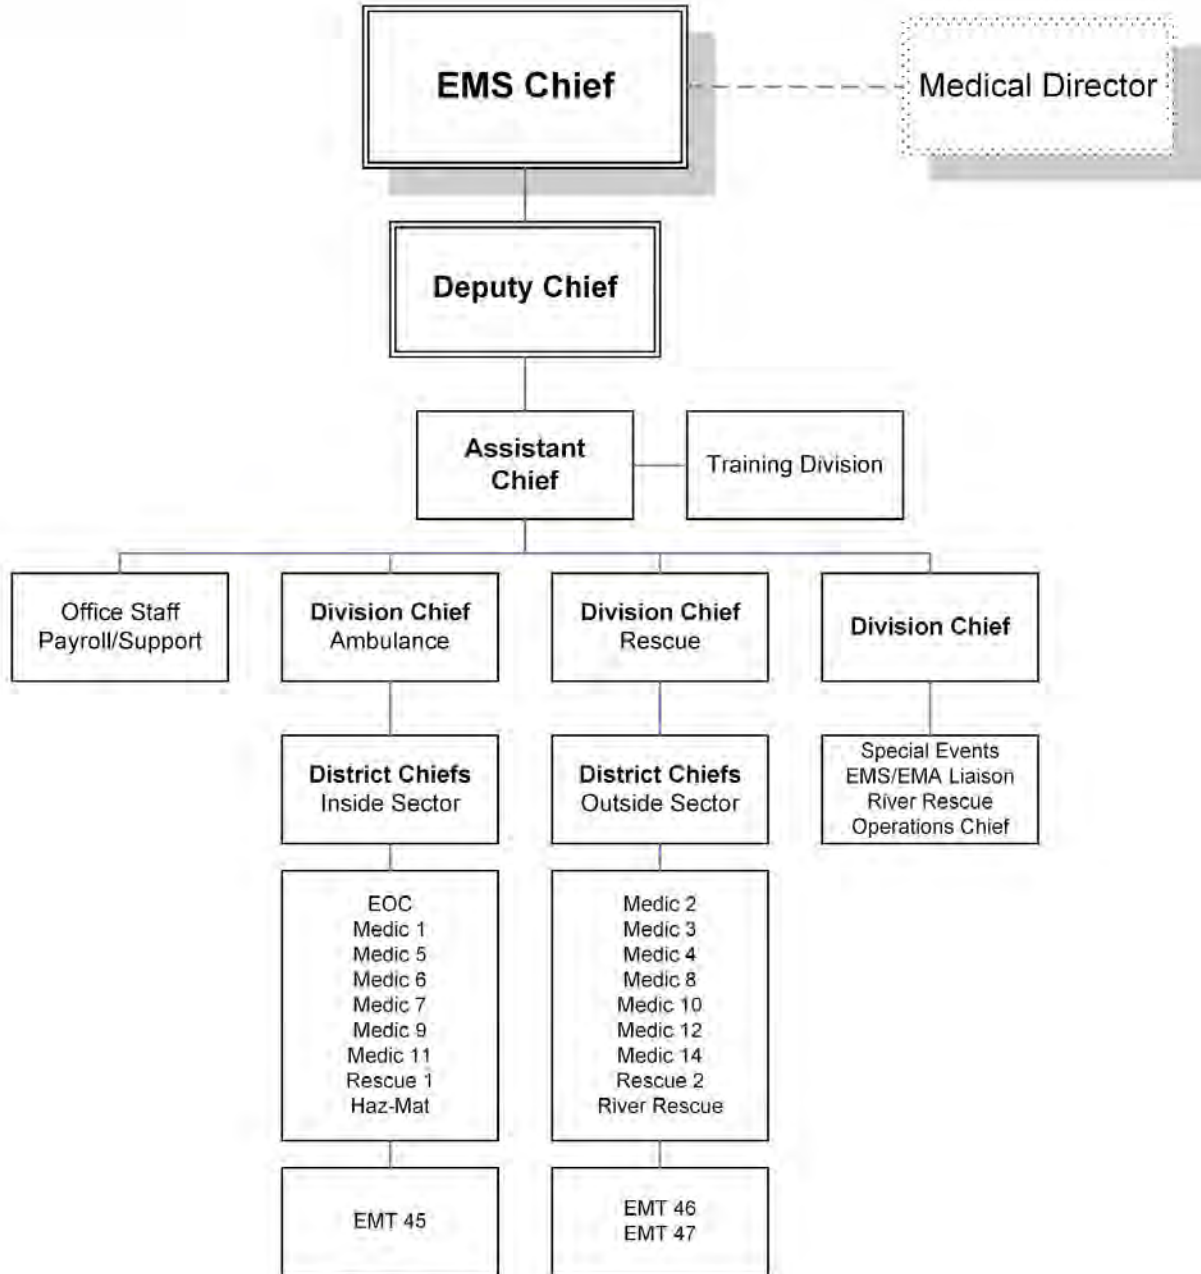 EMS Chief
Medical Director
Deputy Chief
Assistant
Chief
Training Division
Office Staff
Payroll/Support
Division Chief
Ambulance
Division Chief
Rescue
Division Chief
District Chiefs
Inside Sector
District Chiefs
Outside Sector
Special Events
EMS/EMA Liaison
River Rescue
Operations Chief
EOC
Medic 1
Medic 5
Medic 6
Medic 7
Medic 9
Medic 11
Rescue 1
Haz-Mat
Medic 2
Medic 3
Medic 4
Medic 8
Medic 10
Medic 12
Medic 14
Rescue 2
River Rescue
EMT 45
EMT 46
EMT 47